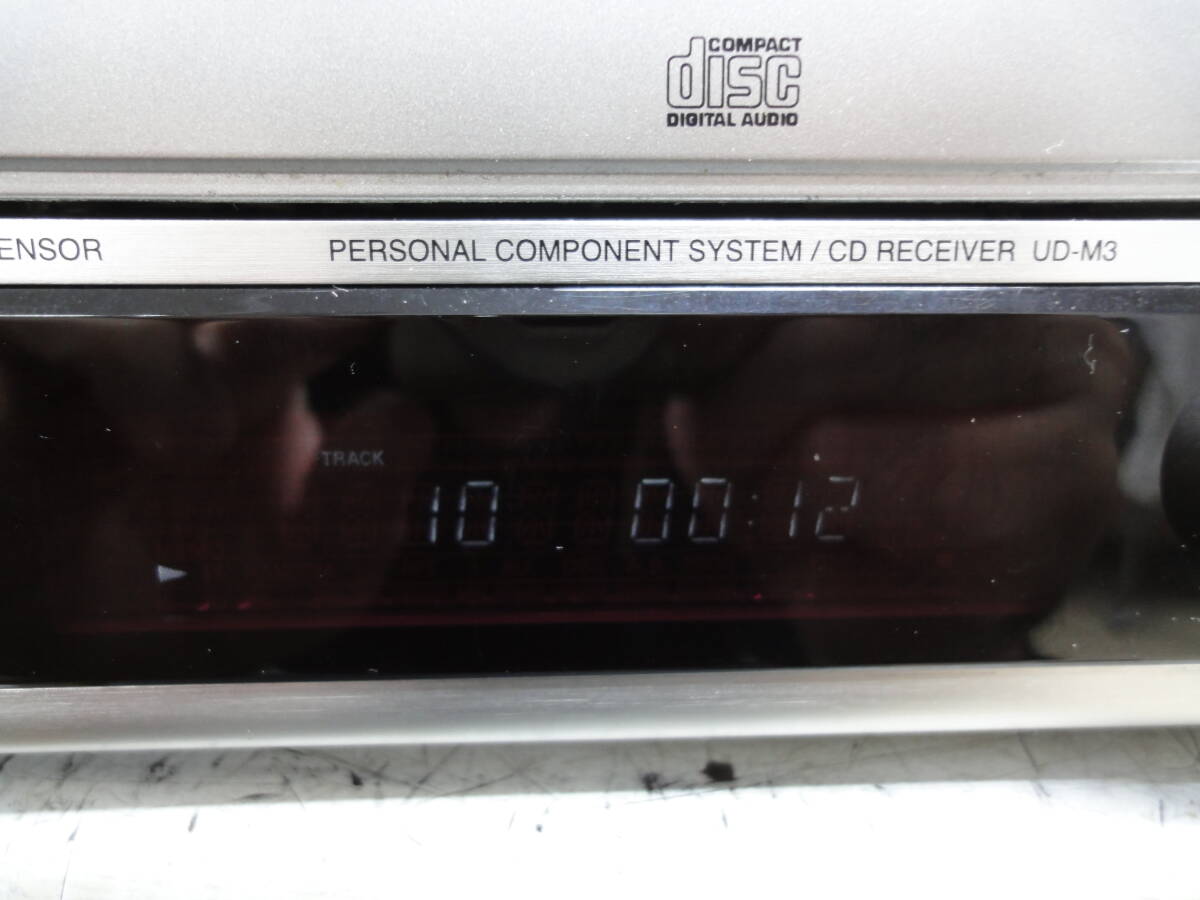 COMPACT
disc
DIGITAL AUDIO
ENSOR
PERSONAL COMPONENT SYSTEM / CD RECEIVER UD-M3
TRACK
10 00:12